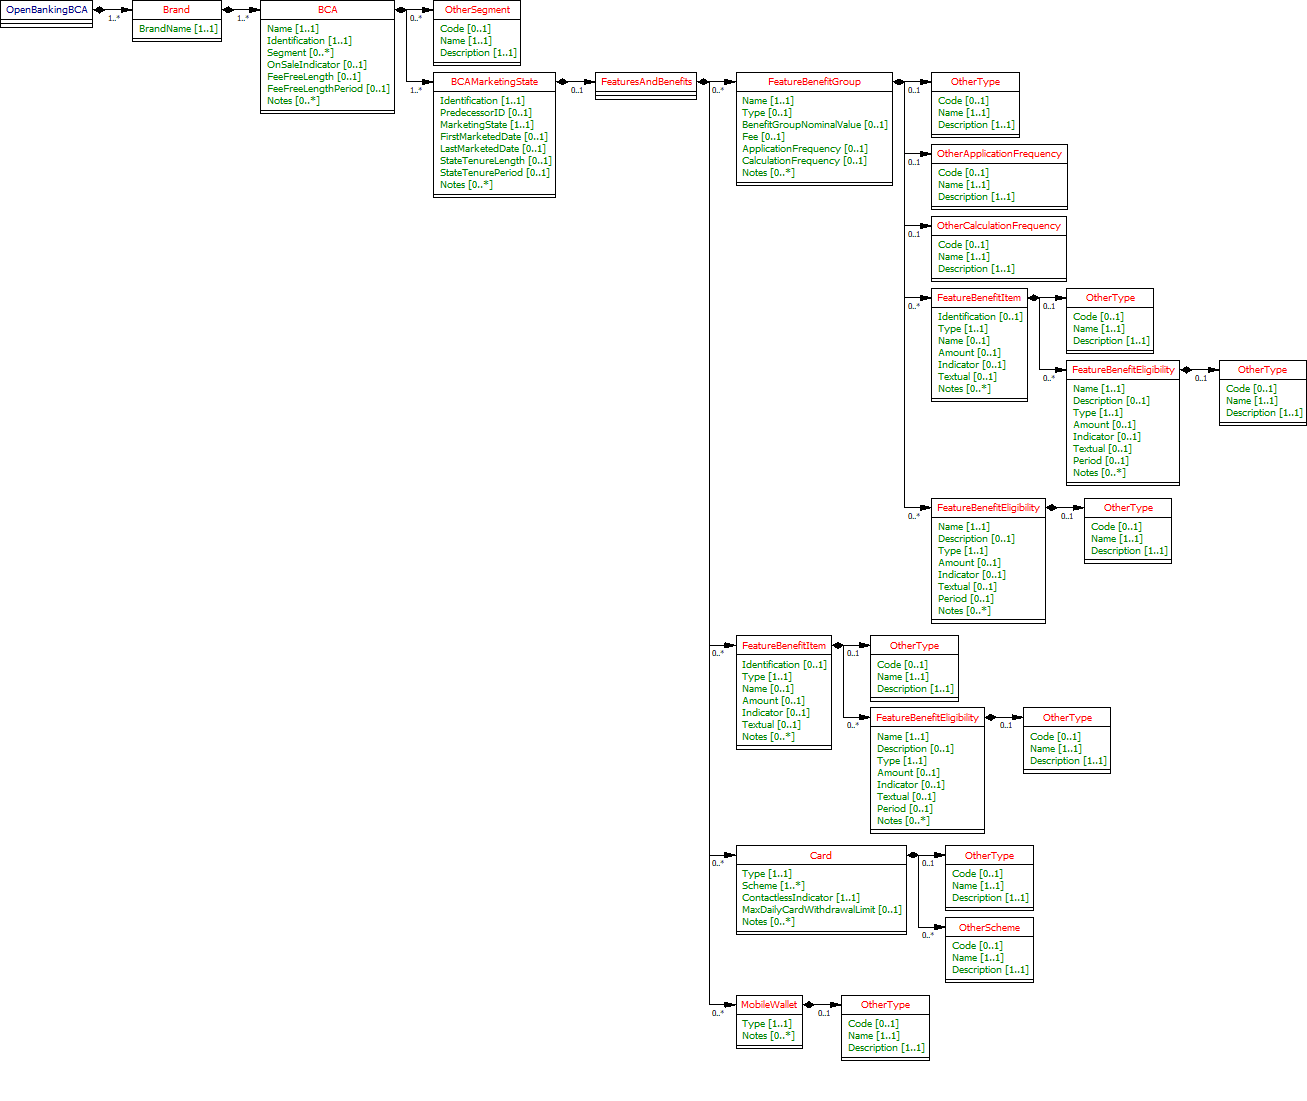 OpenBankingBCA
1..*
Brand
BrandName [1..1]
1..*
BCA
Name [1..1]
Identification [1..1]
Segment [0..*]
OnSaleIndicator [0..1]
FeeFreeLength [0..1]
FeeFreeLengthPeriod [0..1]
Notes [0..*]
0..*
OtherSegment
Code [0..1]
Name [1..1]
Description [1..1]
1..*
BCAMarketingState
Identification [1..1]
PredecessorID [0..1]
MarketingState [1..1]
FirstMarketedDate [0..1]
LastMarketedDate [0..1]
StateTenureLength [0..1]
StateTenurePeriod [0..1]
Notes [0..*]
0..1
FeaturesAndBenefits
0..*
FeatureBenefitGroup
Name [1..1]
Type [0..1]
BenefitGroupNominalValue [0..1]
Fee [0..1]
ApplicationFrequency [0..1]
CalculationFrequency [0..1]
Notes [0..*]
0..1
OtherType
Code [0..1]
Name [1..1]
Description [1..1]
0..1
OtherApplicationFrequency
Code [0..1]
Name [1..1]
Description [1..1]
0..1
OtherCalculationFrequency
Code [0..1]
Name [1..1]
Description [1..1]
0..*
FeatureBenefitItem
Identification [0..1]
Type [1..1]
Name [0..1]
Amount [0..1]
Indicator [0..1]
Textual [0..1]
Notes [0..*]
0..1
OtherType
Code [0..1]
Name [1..1]
Description [1..1]
0..*
FeatureBenefitEligibility
Name [1..1]
Description [0..1]
Type [1..1]
Amount [0..1]
Indicator [0..1]
Textual [0..1]
Period [0..1]
Notes [0..*]
0..1
OtherType
Code [0..1]
Name [1..1]
Description [1..1]
0..*
FeatureBenefitEligibility
Name [1..1]
Description [0..1]
Type [1..1]
Amount [0..1]
Indicator [0..1]
Textual [0..1]
Period [0..1]
Notes [0..*]
0..1
OtherType
Code [0..1]
Name [1..1]
Description [1..1]
0..*
FeatureBenefitItem
Identification [0..1]
Type [1..1]
Name [0..1]
Amount [0..1]
Indicator [0..1]
Textual [0..1]
Notes [0..*]
0..1
OtherType
Code [0..1]
Name [1..1]
Description [1..1]
0..*
FeatureBenefitEligibility
Name [1..1]
Description [0..1]
Type [1..1]
Amount [0..1]
Indicator [0..1]
Textual [0..1]
Period [0..1]
Notes [0..*]
0..1
OtherType
Code [0..1]
Name [1..1]
Description [1..1]
0..*
Card
Type [1..1]
Scheme [1..*]
ContactlessIndicator [1..1]
MaxDailyCardWithdrawalLimit [0..1]
Notes [0..*]
0..1
OtherType
Code [0..1]
Name [1..1]
Description [1..1]
0..*
OtherScheme
Code [0..1]
Name [1..1]
Description [1..1]
0..*
MobileWallet
Type [1..1]
Notes [0..*]
0..1
OtherType
Code [0..1]
Name [1..1]
Description [1..1]